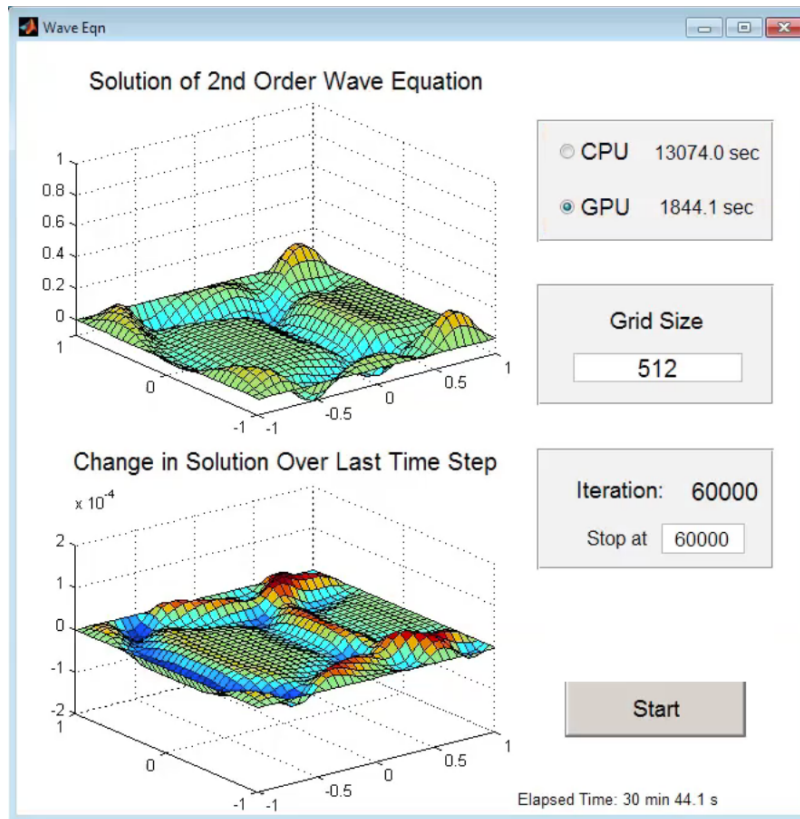 Wave Eqn
Solution of 2nd Order Wave Equation
1
0.8
0.6
0.4
0.2
0
1
0
-1
-1
-0.5
0
0.5
1
CPU 13074.0 sec
GPU 1844.1 sec
Grid Size
512
Change in Solution Over Last Time Step
x 10^-4
2
1
0
-1
-2
1
0
-1
-1
-0.5
0
0.5
1
Iteration: 60000
Stop at 60000
Start
Elapsed Time: 30 min 44.1 s